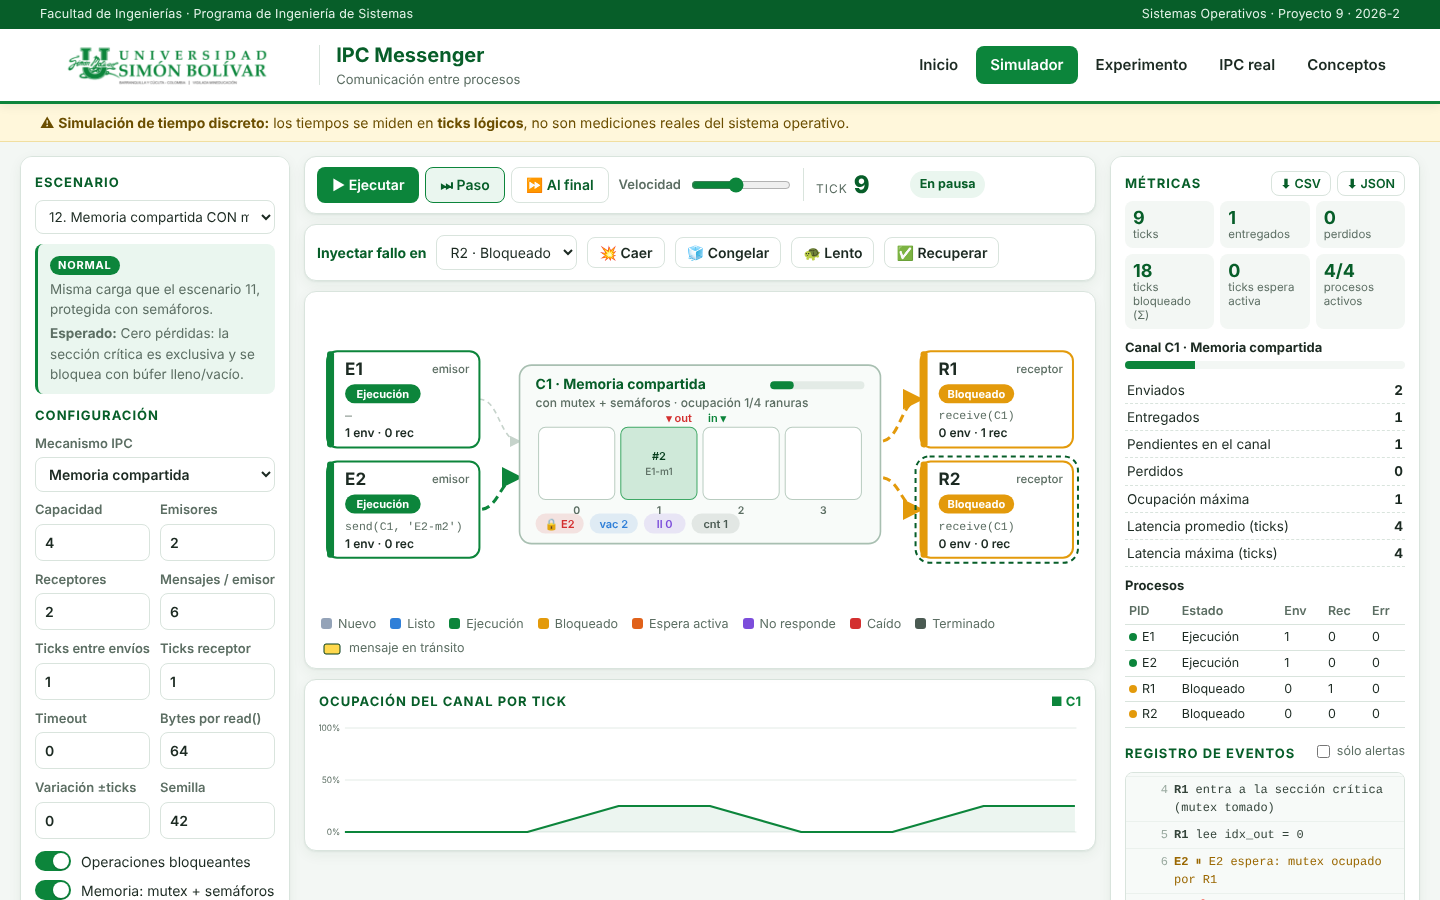 Facultad de Ingenierías · Programa de Ingeniería de Sistemas
Sistemas Operativos · Proyecto 9 · 2026-2
UNIVERSIDAD
SIMÓN BOLÍVAR
IPC Messenger
Comunicación entre procesos
Inicio
Simulador
Experimento
IPC real
Conceptos
⚠ Simulación de tiempo discreto: los tiempos se miden en ticks lógicos, no son mediciones reales del sistema operativo.
ESCENARIO
12. Memoria compartida CON m
NORMAL
Misma carga que el escenario 11,
protegida con semáforos.
Esperado: Cero pérdidas: la
sección crítica es exclusiva y se
bloquea con búfer lleno/vacío.
CONFIGURACIÓN
Mecanismo IPC
Memoria compartida
Capacidad
Emisores
4
2
Receptores
Mensajes / emisor
2
6
Ticks entre envíos
Ticks receptor
1
1
Timeout
Bytes por read()
0
64
Variación ±ticks
Semilla
0
42
Operaciones bloqueantes
Memoria: mutex + semáforos
▶ Ejecutar
⏭ Paso
⏩ Al final
Velocidad
TICK 9
En pausa
Inyectar fallo en
R2 · Bloqueado
💥 Caer
🧊 Congelar
🐢 Lento
✅ Recuperar
E1
emisor
Ejecución
—
1 env · 0 rec
E2
emisor
Ejecución
send(C1, 'E2-m2')
1 env · 0 rec
C1 · Memoria compartida
con mutex + semáforos · ocupación 1/4 ranuras
▼out
in▼
#2
E1-m1
0
1
2
3
🔒 E2
vac 2
ll 0
cnt 1
R1
receptor
Bloqueado
receive(C1)
0 env · 1 rec
R2
receptor
Bloqueado
receive(C1)
0 env · 0 rec
Nuevo
Listo
Ejecución
Bloqueado
Espera activa
No responde
Caído
Terminado
mensaje en tránsito
OCUPACIÓN DEL CANAL POR TICK
■ C1
100%
50%
0%
MÉTRICAS
⬇ CSV
⬇ JSON
9
ticks
1
entregados
0
perdidos
18
ticks
bloqueado
(Σ)
0
ticks espera
activa
4/4
procesos
activos
Canal C1 · Memoria compartida
Enviados 2
Entregados 1
Pendientes en el canal 1
Perdidos 0
Ocupación máxima 1
Latencia promedio (ticks) 4
Latencia máxima (ticks) 4
Procesos
PID Estado Env Rec Err
E1 Ejecución 1 0 0
E2 Ejecución 1 0 0
R1 Bloqueado 0 1 0
R2 Bloqueado 0 0 0
REGISTRO DE EVENTOS
sólo alertas
4 R1 entra a la sección crítica
(mutex tomado)
5 R1 lee idx_out = 0
6 E2 ⏸ E2 espera: mutex ocupado
por R1